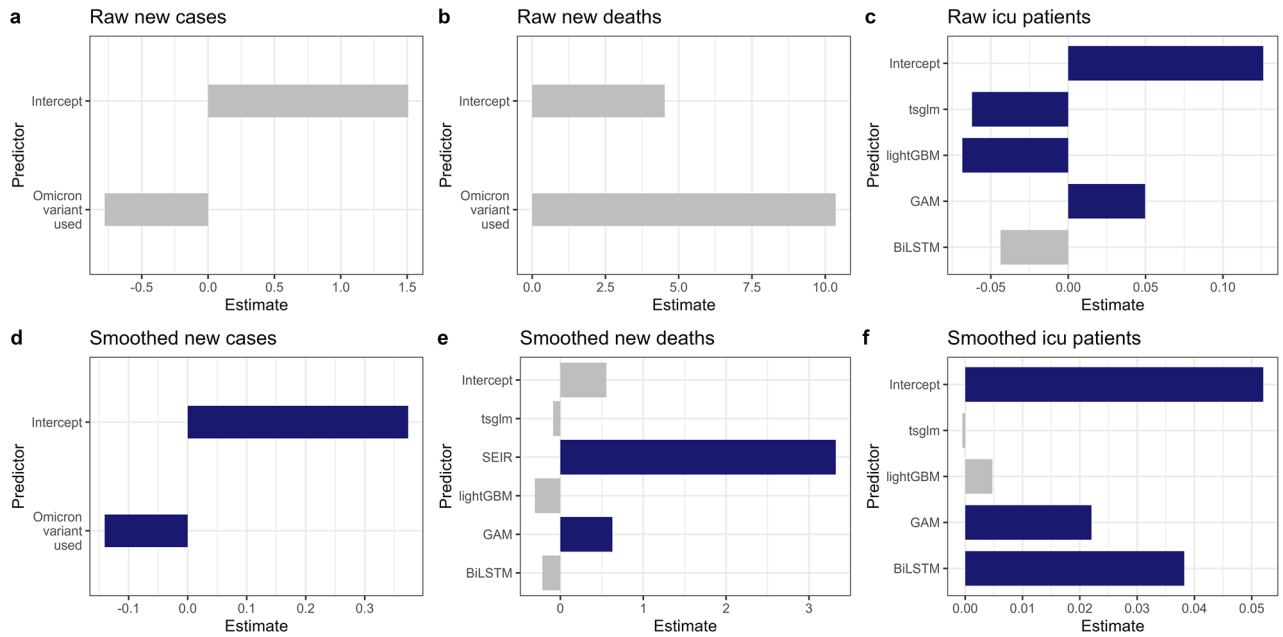 a Raw new cases
Predictor
Intercept
Omicron
variant
used
-0.5 0.0 0.5 1.0 1.5
Estimate
b Raw new deaths
Predictor
Intercept
Omicron
variant
used
0.0 2.5 5.0 7.5 10.0
Estimate
c Raw icu patients
Predictor
Intercept
tsglm
lightGBM
GAM
BiLSTM
-0.05 0.00 0.05 0.10
Estimate
d Smoothed new cases
Predictor
Intercept
Omicron
variant
used
-0.1 0.0 0.1 0.2 0.3
Estimate
e Smoothed new deaths
Predictor
Intercept
tsglm
SEIR
lightGBM
GAM
BiLSTM
0 1 2 3
Estimate
f Smoothed icu patients
Predictor
Intercept
tsglm
lightGBM
GAM
BiLSTM
0.00 0.01 0.02 0.03 0.04 0.05
Estimate